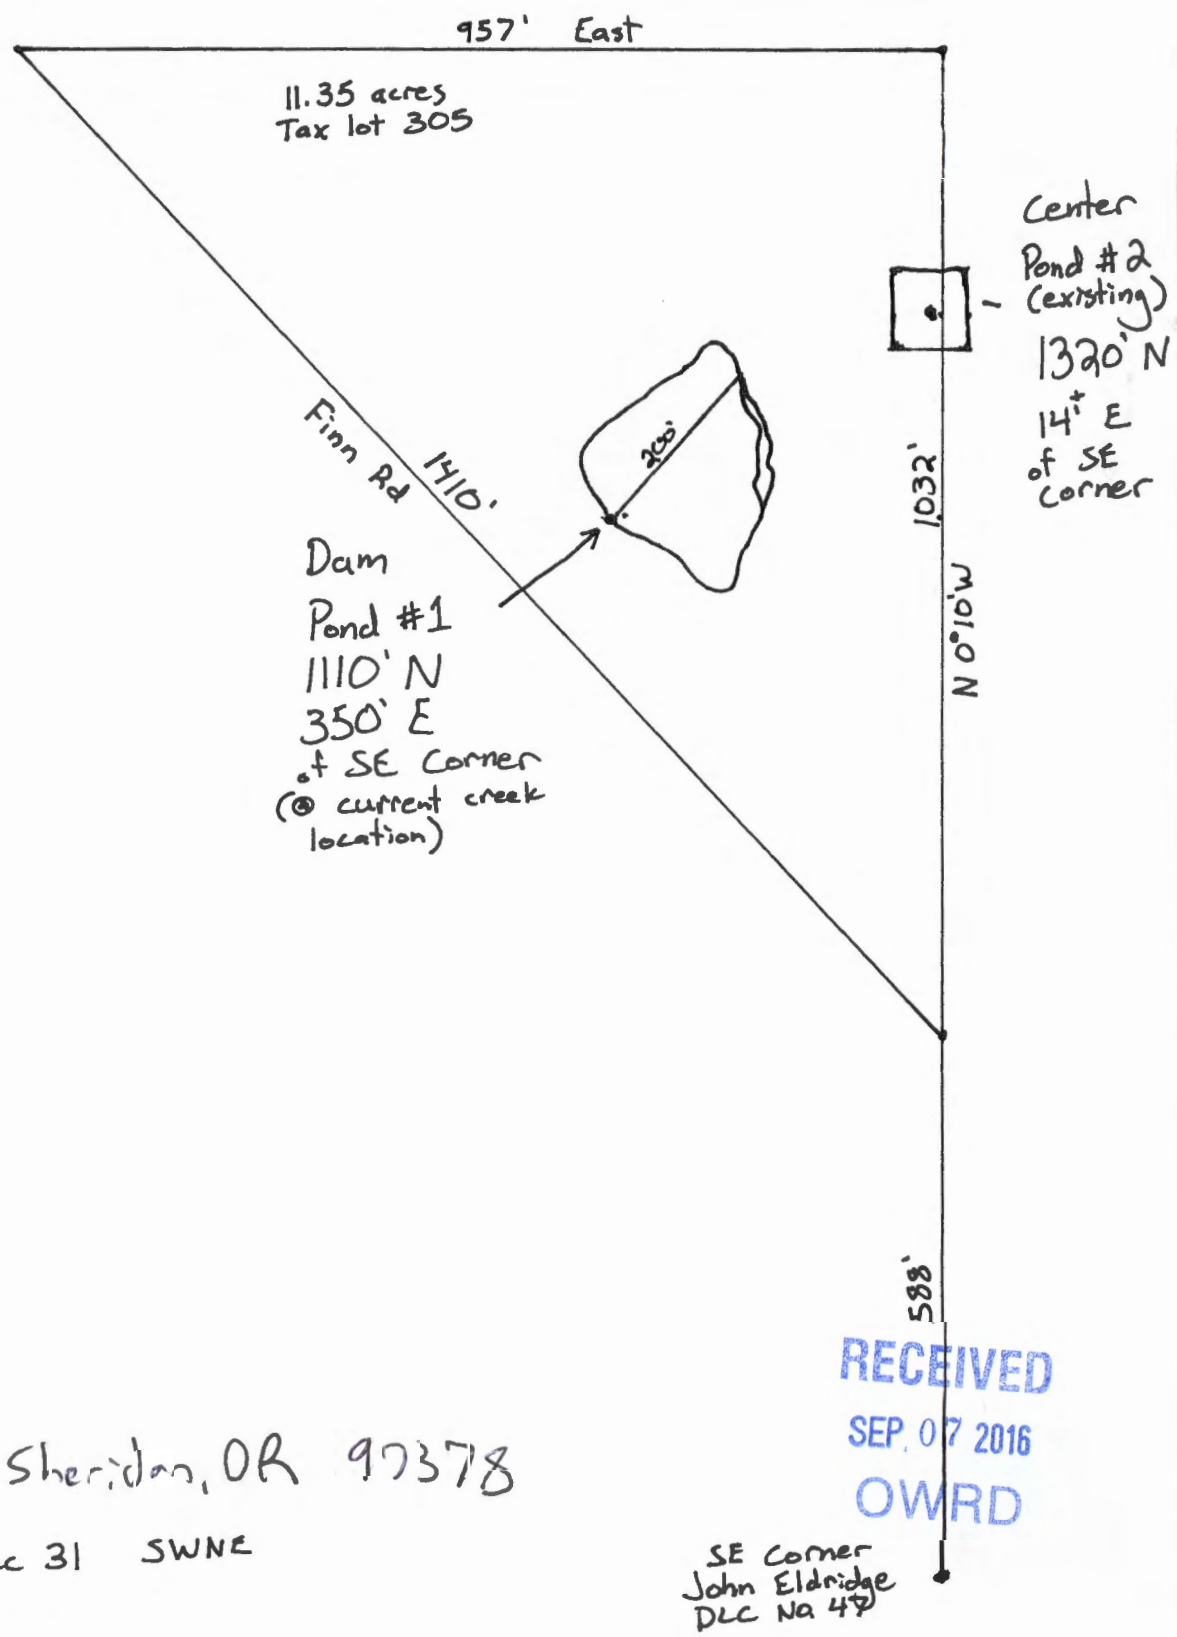 957' East
11.35 acres
Tax lot 305
Center
Pond #2
(existing)
1320' N
14'± E
of SE
corner
200'
Finn Rd
1410'
1032'
N 0°10'W
Dam
Pond #1
1110' N
350' E
of SE Corner
(@ current creek
location)
588'
RECEIVED
SEP 07 2016
OWRD
Sheridan, OR 97378
c 31 SWNE
SE Corner
John Eldridge
DLC No.